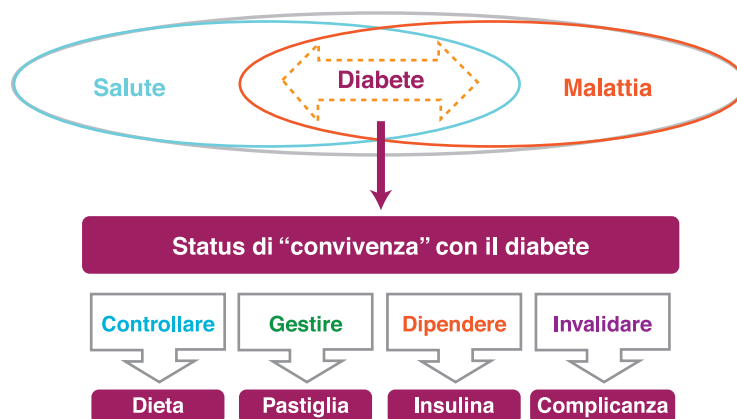 Salute
Diabete
Malattia
Status di “convivenza” con il diabete
Controllare
Gestire
Dipendere
Invalidare
Dieta
Pastiglia
Insulina
Complicanza